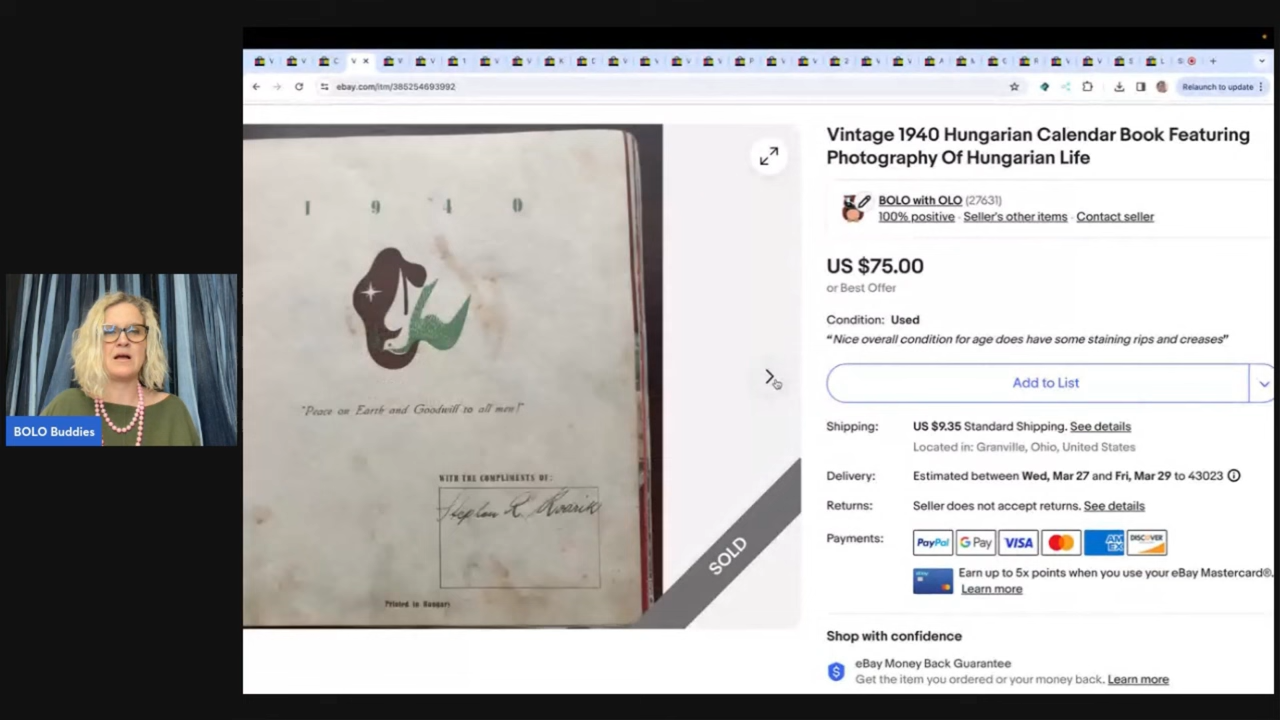 ebay.com/itm/385254693992
Relaunch to update
1 9 4 0
"Peace on Earth and Goodwill to all men!"
WITH THE COMPLIMENTS OF:
Printed in Hungary
SOLD
Vintage 1940 Hungarian Calendar Book Featuring
Photography Of Hungarian Life
BOLO with OLO (27631)
100% positive · Seller's other items · Contact seller
US $75.00
or Best Offer
Condition: Used
"Nice overall condition for age does have some staining rips and creases"
Add to List
Shipping: US $9.35 Standard Shipping. See details
Located in: Granville, Ohio, United States
Delivery: Estimated between Wed, Mar 27 and Fri, Mar 29 to 43023
Returns: Seller does not accept returns. See details
Payments: PayPal G Pay VISA AM EX DISCOVER
Earn up to 5x points when you use your eBay Mastercard®.
Learn more
Shop with confidence
eBay Money Back Guarantee
Get the item you ordered or your money back. Learn more
BOLO Buddies